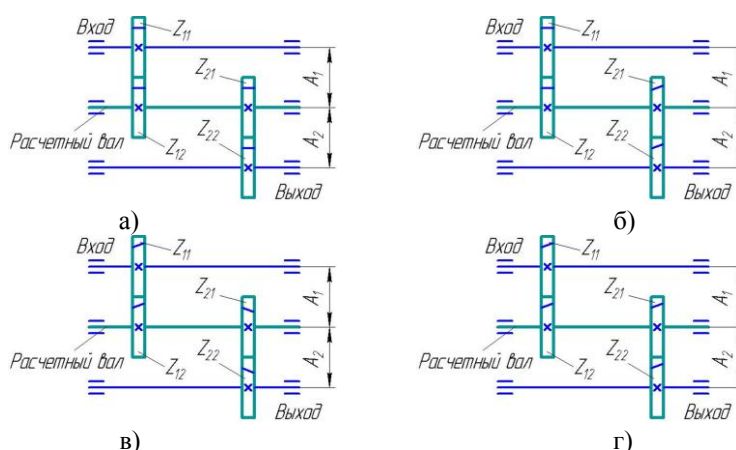 Вход
Z11
Z21
A1
Расчетный вал
Z12
Z22
A2
Выход
а)
Вход
Z11
Z21
A1
Расчетный вал
Z12
Z22
A2
Выход
б)
Вход
Z11
Z21
A1
Расчетный вал
Z12
Z22
A2
Выход
в)
Вход
Z11
Z21
A1
Расчетный вал
Z12
Z22
A2
Выход
г)